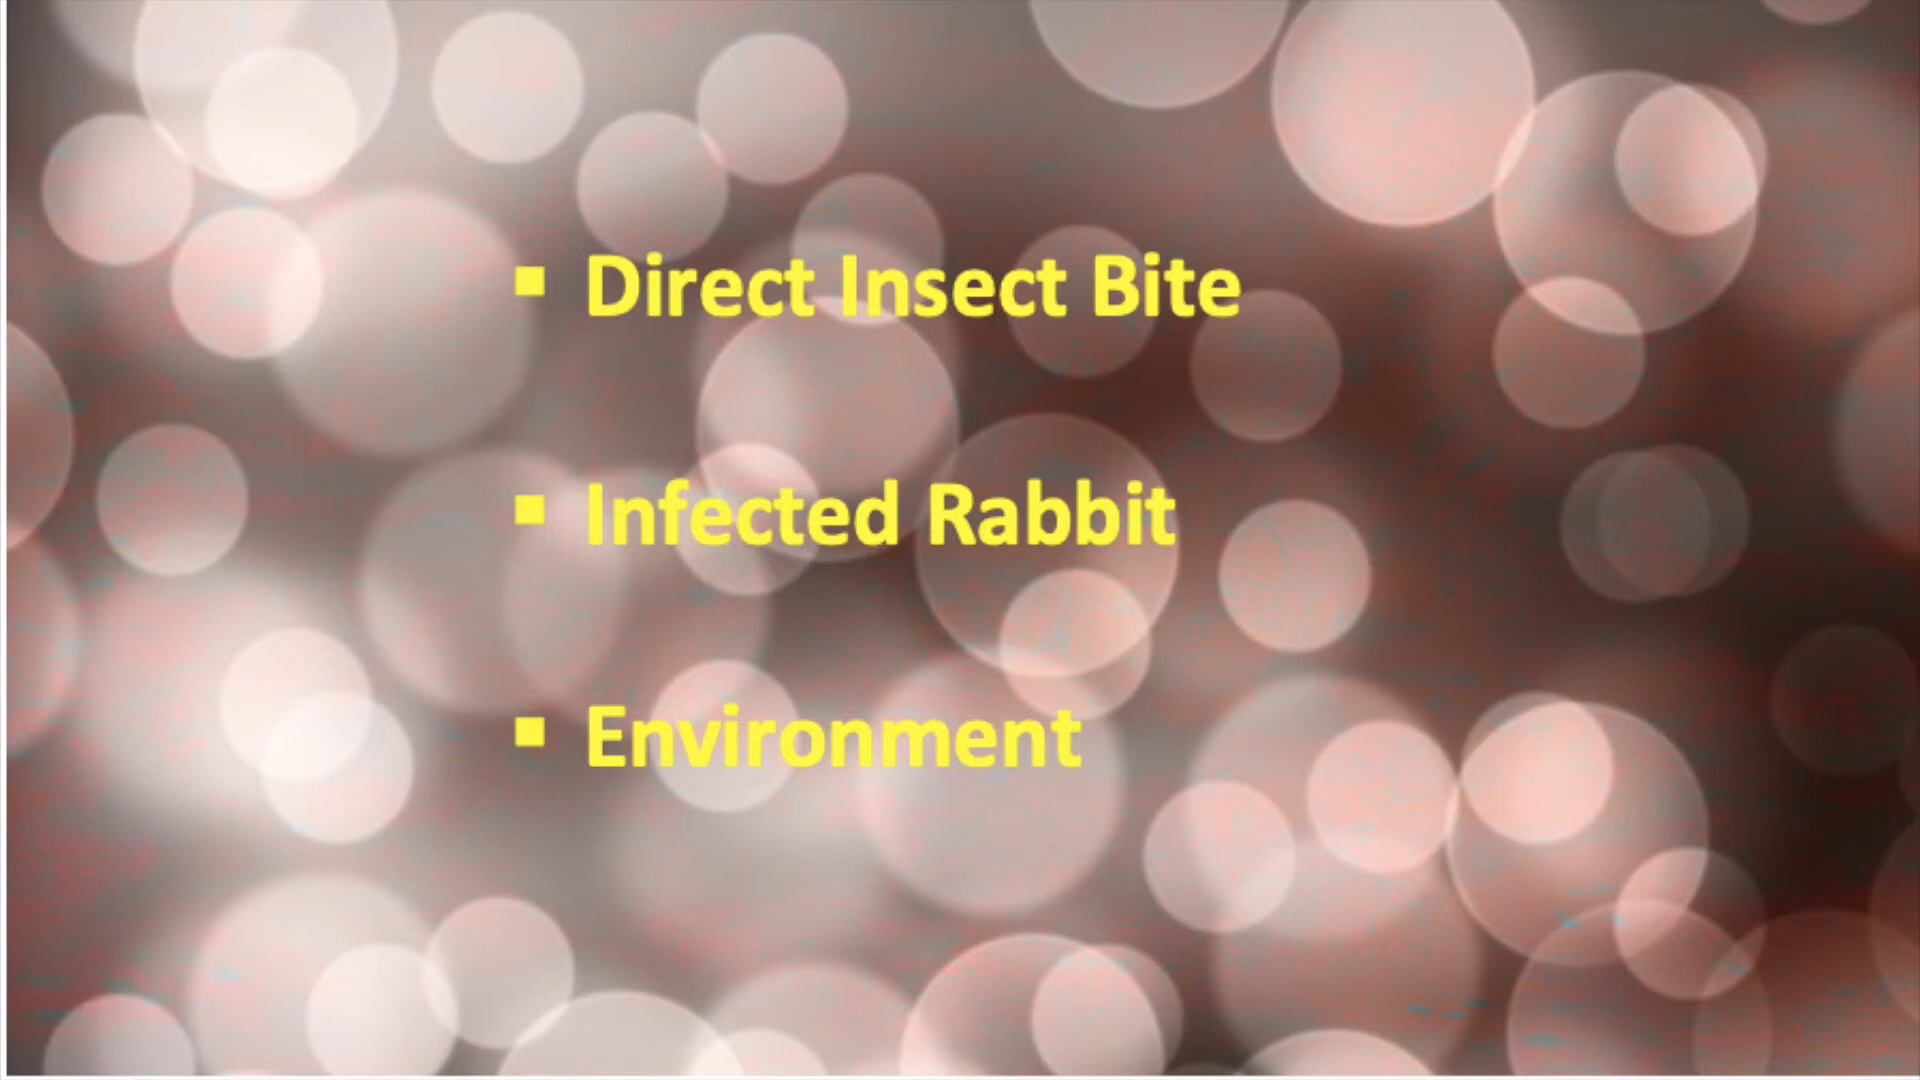 ▪ Direct Insect Bite
▪ Infected Rabbit
▪ Environment